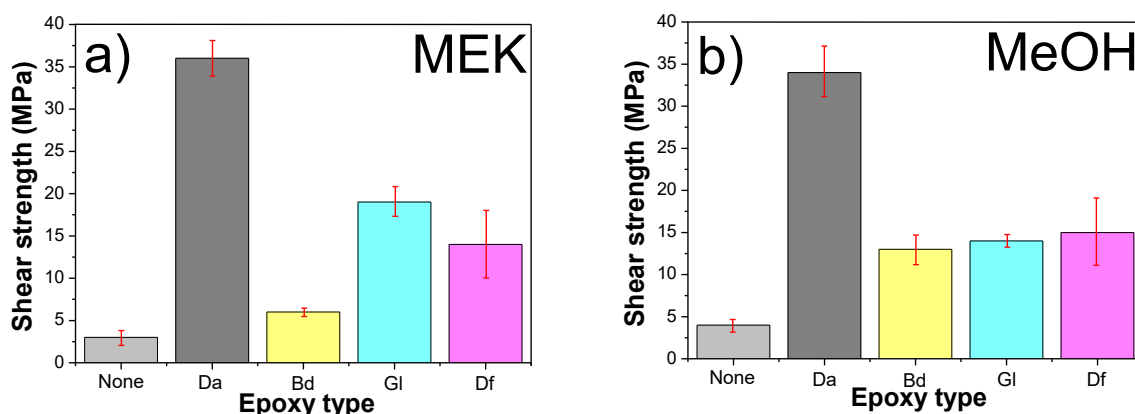 a) MEK
Shear strength (MPa)
40
35
30
25
20
15
10
5
0
None Da Bd Gl Df
Epoxy type
b) MeOH
Shear strength (MPa)
40
35
30
25
20
15
10
5
0
None Da Bd Gl Df
Epoxy type